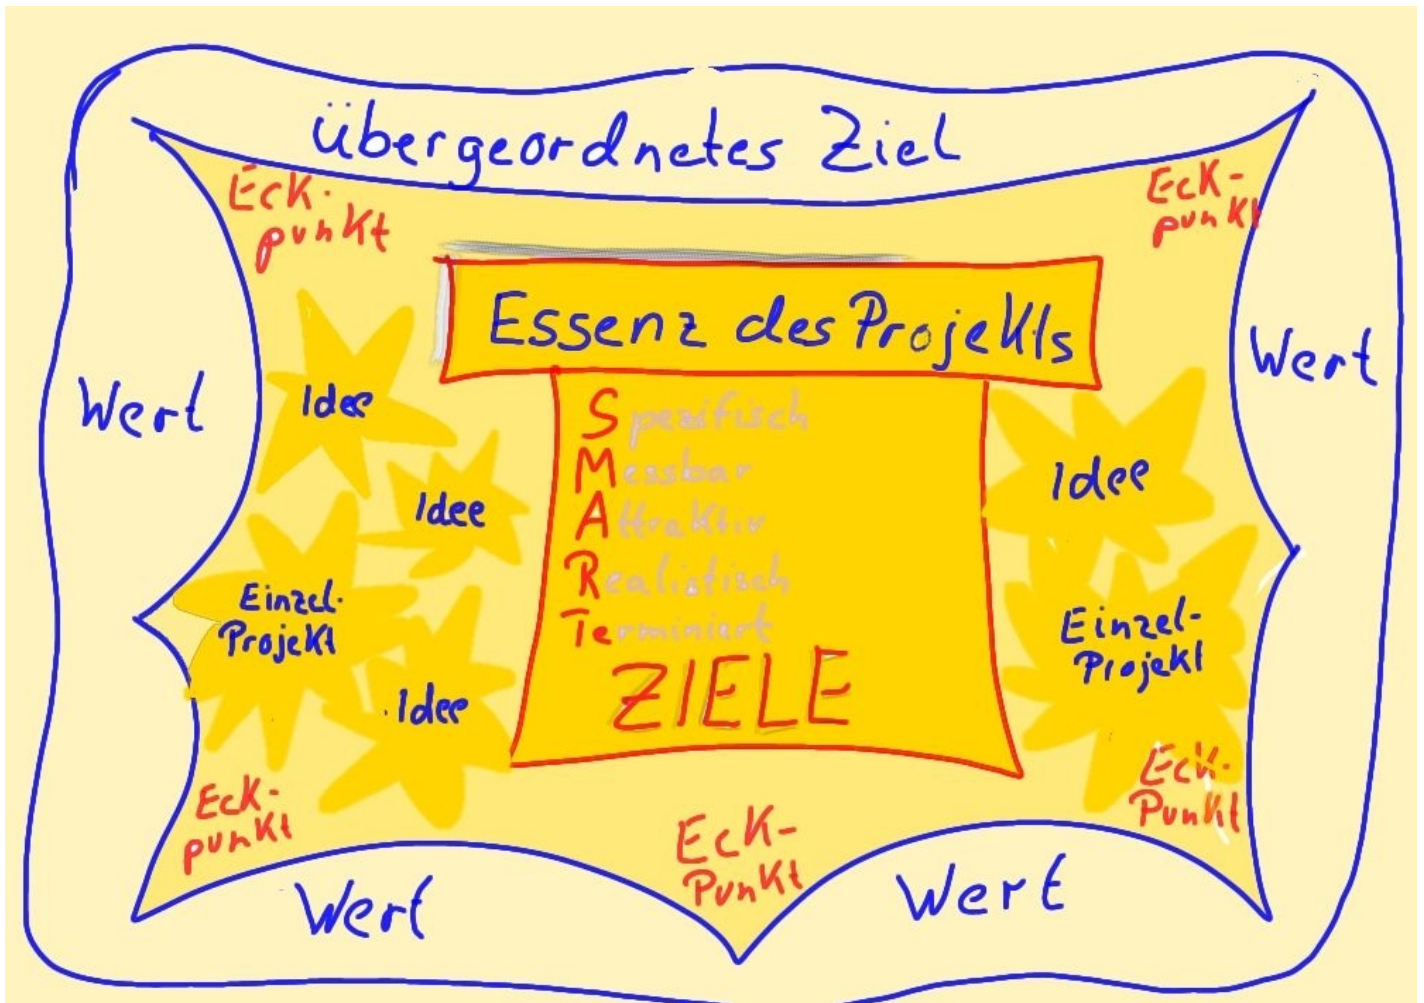 übergeordnetes Ziel
Eck-
punkt
Eck-
punkt
Essenz des Projekts
Wert
Wert
Idee
Idee
Idee
Spezifisch
Messbar
Attraktiv
Realistisch
Terminiert
ZIELE
Einzel-
Projekt
Einzel-
Projekt
Idee
Eck-
punkt
Eck-
Punkt
Eck-
Punkt
Wert
Wert